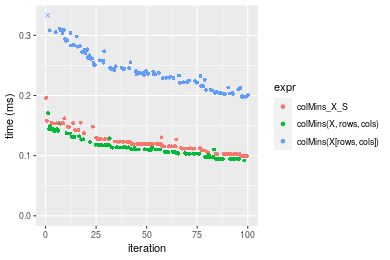 0.3
0.2
0.1
0.0
time (ms)
0
25
50
75
100
iteration
expr
colMins_X_S
colMins(X, rows, cols)
colMins(X[rows, cols])